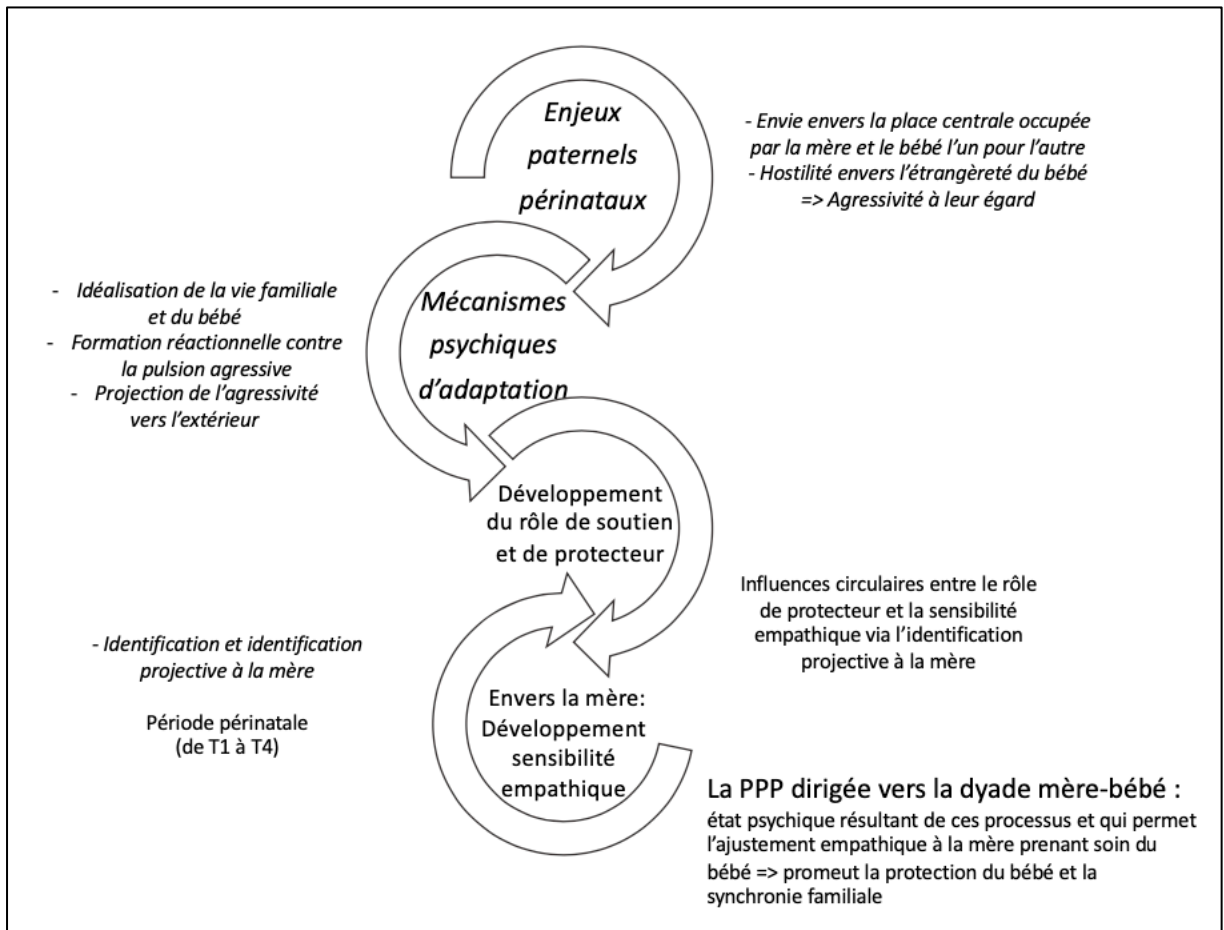 Enjeux
paternels
périnataux
- Envie envers la place centrale occupée
par la mère et le bébé l'un pour l'autre
- Hostilité envers l'étrangèreté du bébé
=> Agressivité à leur égard
- Idéalisation de la vie familiale
et du bébé
- Formation réactionnelle contre
la pulsion agressive
- Projection de l'agressivité
vers l'extérieur
Mécanismes
psychiques
d'adaptation
Développement
du rôle de soutien
et de protecteur
Influences circulaires entre le rôle
de protecteur et la sensibilité
empathique via l'identification
projective à la mère
- Identification et identification
projective à la mère
Période périnatale
(de T1 à T4)
Envers la mère:
Développement
sensibilité
empathique
La PPP dirigée vers la dyade mère-bébé :
état psychique résultant de ces processus et qui permet
l'ajustement empathique à la mère prenant soin du
bébé => promeut la protection du bébé et la
synchronie familiale